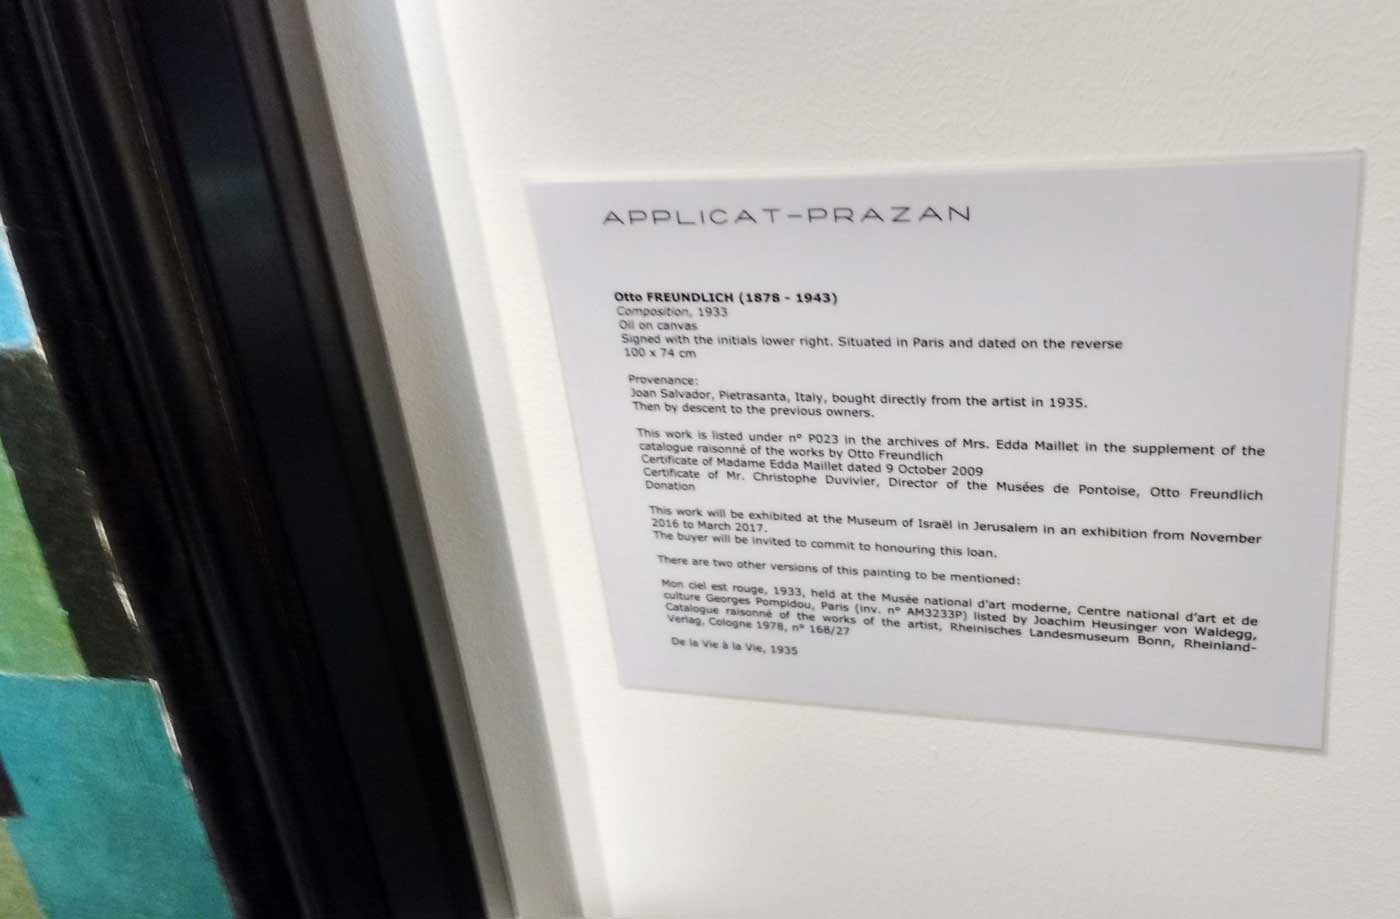 APPLICAT–PRAZAN
Otto FREUNDLICH (1878 - 1943)
Composition, 1933
Oil on canvas
Signed with the initials lower right. Situated in Paris and dated on the reverse
100 x 74 cm
Provenance:
Joan Salvador, Pietrasanta, Italy, bought directly from the artist in 1935.
Then by descent to the previous owners.
This work is listed under n° P023 in the archives of Mrs. Edda Maillet in the supplement of the
catalogue raisonné of the works by Otto Freundlich
Certificate of Madame Edda Maillet dated 9 October 2009
Certificate of Mr. Christophe Duvivier, Director of the Musées de Pontoise, Otto Freundlich
Donation
This work will be exhibited at the Museum of Israël in Jerusalem in an exhibition from November
2016 to March 2017.
The buyer will be invited to commit to honouring this loan.
There are two other versions of this painting to be mentioned:
Mon ciel est rouge, 1933, held at the Musée national d'art moderne, Centre national d'art et de
culture Georges Pompidou, Paris (inv. n° AM3233P) listed by Joachim Heusinger von Waldegg,
Catalogue raisonné of the works of the artist, Rheinisches Landesmuseum Bonn, Rheinland-
Verlag, Cologne 1978, n° 168/27
De la Vie à la Vie, 1935